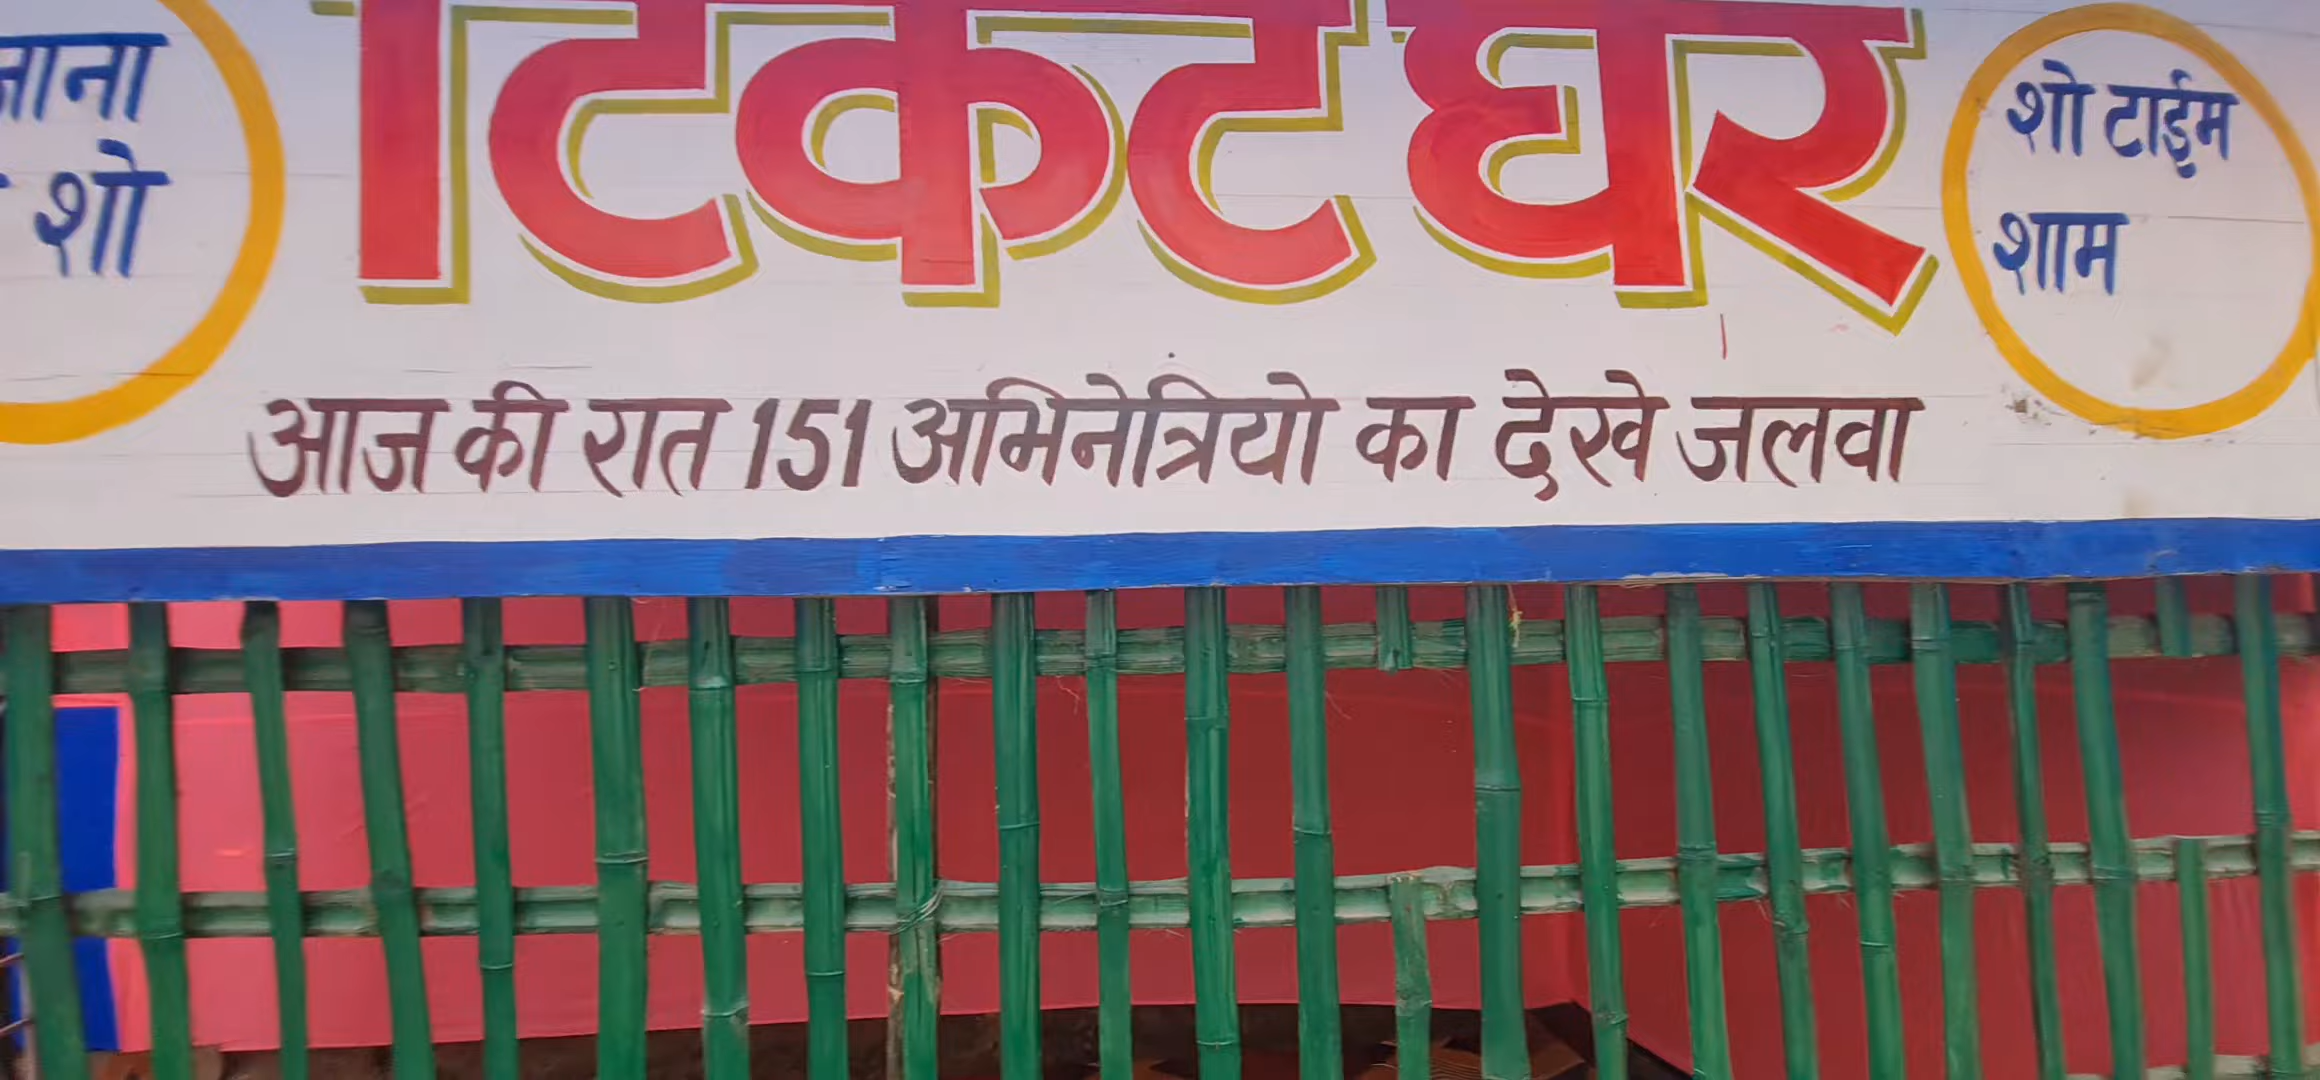 टिकट घर
जाना
शो
शो टाईम
शाम
आज की रात 151 अभिनेत्रियो का देखे जलवा